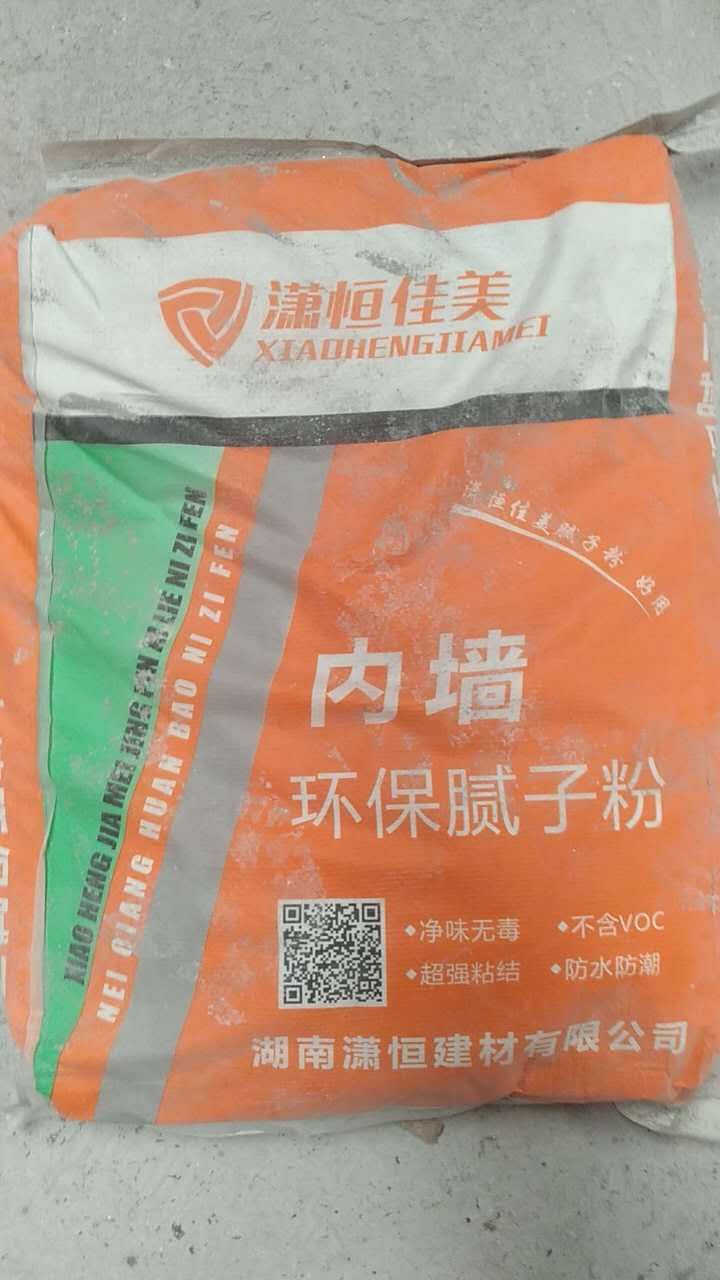 潇恒佳美
XIAOHENGJIAMEI
潇恒佳美腻子粉 好用
XIAO HENG JIA MEI JING PIN XI LIE NI ZI FEN
NEI QIANG HUAN BAO NI ZI FEN
内墙
环保腻子粉
◆净味无毒 ◆不含VOC
◆超强粘结 ◆防水防潮
湖南潇恒建材有限公司